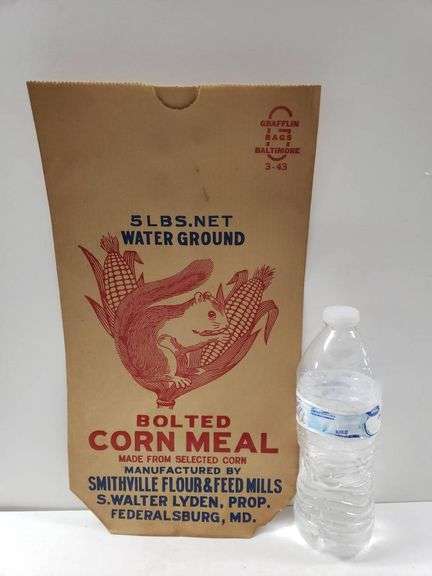 GRAFFLIN
BAGS
BALTIMORE
3-43
5 LBS. NET
WATER GROUND
BOLTED
CORN MEAL
MADE FROM SELECTED CORN
MANUFACTURED BY
SMITHVILLE FLOUR & FEED MILLS
S. WALTER LYDEN, PROP.
FEDERALSBURG, MD.